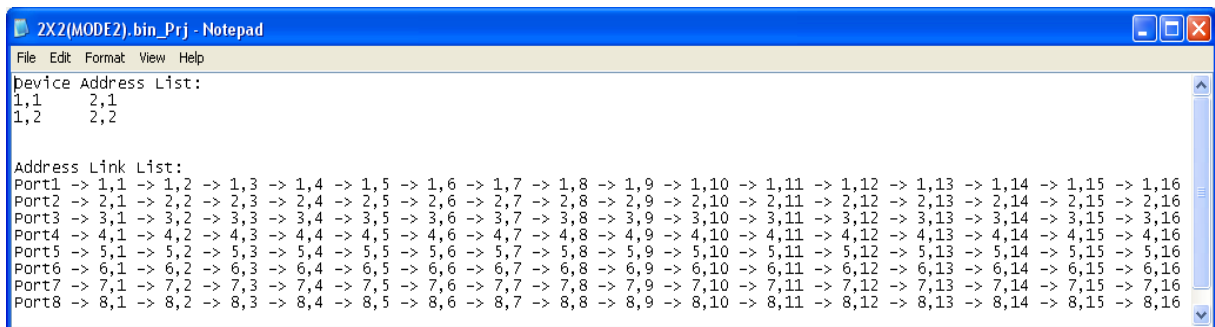 2X2(MODE2).bin_Prj - Notepad
File Edit Format View Help
Device Address List:
1,1 2,1
1,2 2,2
Address Link List:
Port1 -> 1,1 -> 1,2 -> 1,3 -> 1,4 -> 1,5 -> 1,6 -> 1,7 -> 1,8 -> 1,9 -> 1,10 -> 1,11 -> 1,12 -> 1,13 -> 1,14 -> 1,15 -> 1,16
Port2 -> 2,1 -> 2,2 -> 2,3 -> 2,4 -> 2,5 -> 2,6 -> 2,7 -> 2,8 -> 2,9 -> 2,10 -> 2,11 -> 2,12 -> 2,13 -> 2,14 -> 2,15 -> 2,16
Port3 -> 3,1 -> 3,2 -> 3,3 -> 3,4 -> 3,5 -> 3,6 -> 3,7 -> 3,8 -> 3,9 -> 3,10 -> 3,11 -> 3,12 -> 3,13 -> 3,14 -> 3,15 -> 3,16
Port4 -> 4,1 -> 4,2 -> 4,3 -> 4,4 -> 4,5 -> 4,6 -> 4,7 -> 4,8 -> 4,9 -> 4,10 -> 4,11 -> 4,12 -> 4,13 -> 4,14 -> 4,15 -> 4,16
Port5 -> 5,1 -> 5,2 -> 5,3 -> 5,4 -> 5,5 -> 5,6 -> 5,7 -> 5,8 -> 5,9 -> 5,10 -> 5,11 -> 5,12 -> 5,13 -> 5,14 -> 5,15 -> 5,16
Port6 -> 6,1 -> 6,2 -> 6,3 -> 6,4 -> 6,5 -> 6,6 -> 6,7 -> 6,8 -> 6,9 -> 6,10 -> 6,11 -> 6,12 -> 6,13 -> 6,14 -> 6,15 -> 6,16
Port7 -> 7,1 -> 7,2 -> 7,3 -> 7,4 -> 7,5 -> 7,6 -> 7,7 -> 7,8 -> 7,9 -> 7,10 -> 7,11 -> 7,12 -> 7,13 -> 7,14 -> 7,15 -> 7,16
Port8 -> 8,1 -> 8,2 -> 8,3 -> 8,4 -> 8,5 -> 8,6 -> 8,7 -> 8,8 -> 8,9 -> 8,10 -> 8,11 -> 8,12 -> 8,13 -> 8,14 -> 8,15 -> 8,16